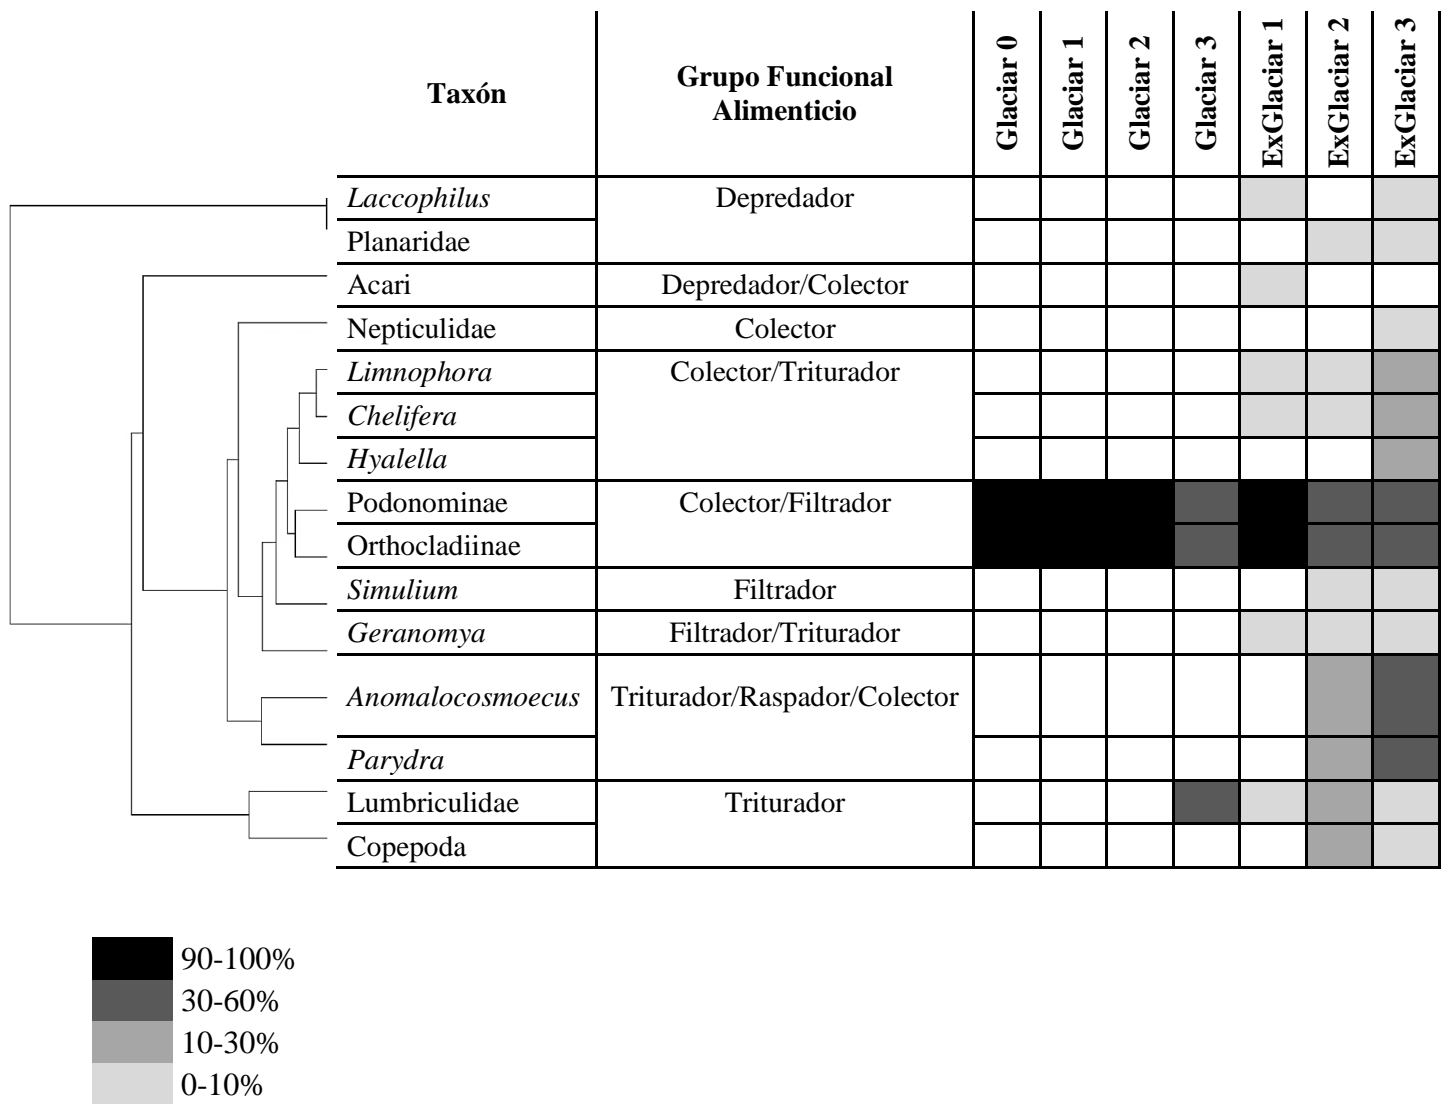 Taxón
Grupo Funcional
Alimenticio
Glaciar 0
Glaciar 1
Glaciar 2
Glaciar 3
ExGlaciar 1
ExGlaciar 2
ExGlaciar 3
Laccophilus
Depredador
Planaridae
Acari
Depredador/Colector
Nepticulidae
Colector
Limnophora
Colector/Triturador
Chelifera
Hyalella
Podonominae
Colector/Filtrador
Orthocladiinae
Simulium
Filtrador
Geranomya
Filtrador/Triturador
Anomalocosmoecus
Triturador/Raspador/Colector
Parydra
Lumbriculidae
Triturador
Copepoda
90-100%
30-60%
10-30%
0-10%